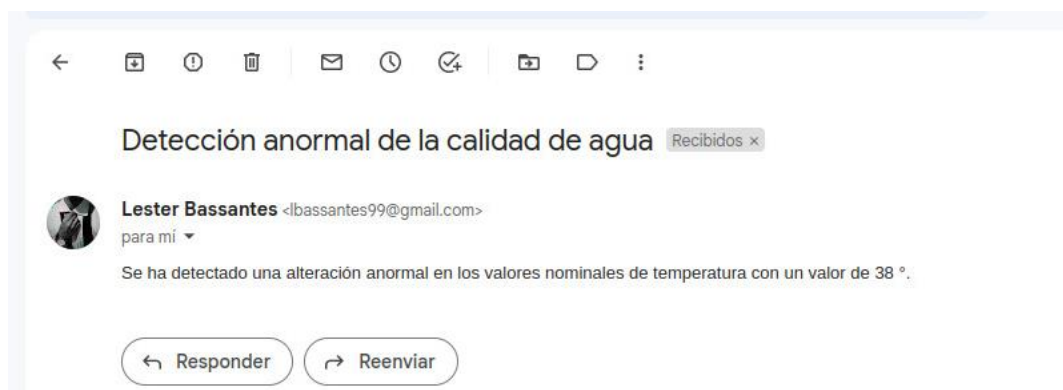 Detección anormal de la calidad de agua Recibidos ×
Lester Bassantes <lbassantes99@gmail.com>
para mí
Se ha detectado una alteración anormal en los valores nominales de temperatura con un valor de 38 °.
Responder Reenviar